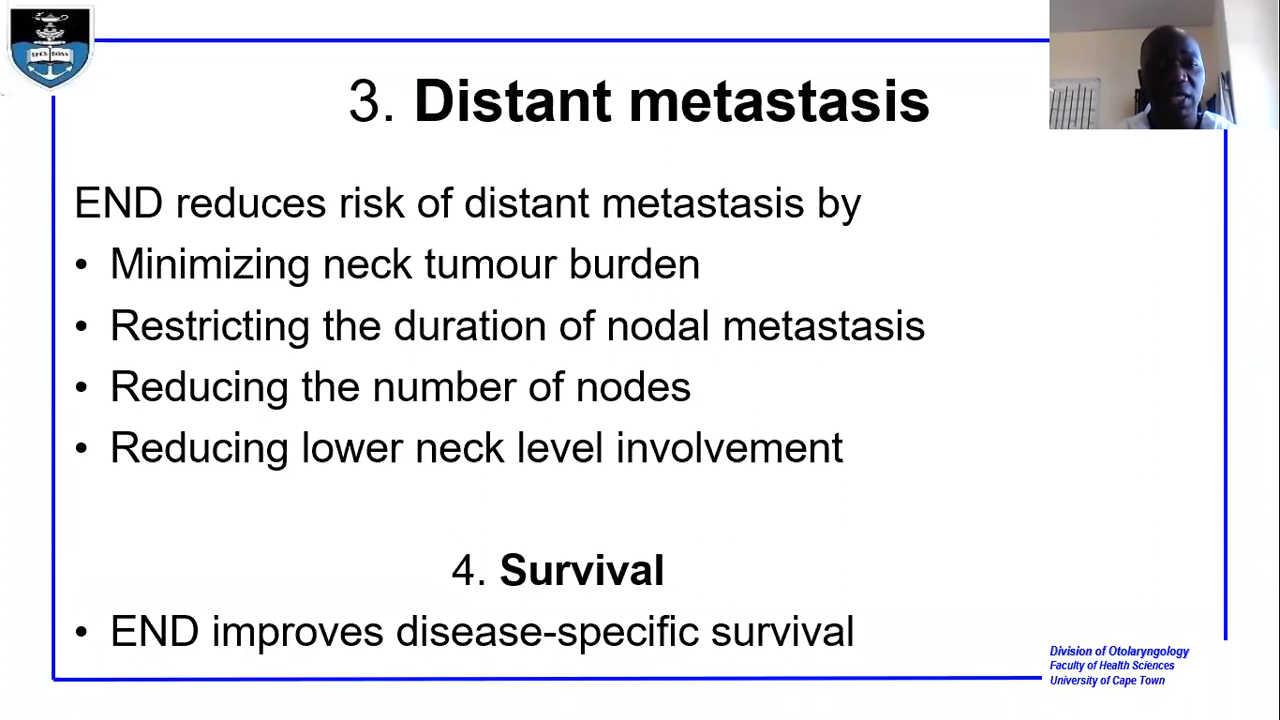 3. Distant metastasis
END reduces risk of distant metastasis by
• Minimizing neck tumour burden
• Restricting the duration of nodal metastasis
• Reducing the number of nodes
• Reducing lower neck level involvement
4. Survival
• END improves disease-specific survival
Division of Otolaryngology
Faculty of Health Sciences
University of Cape Town